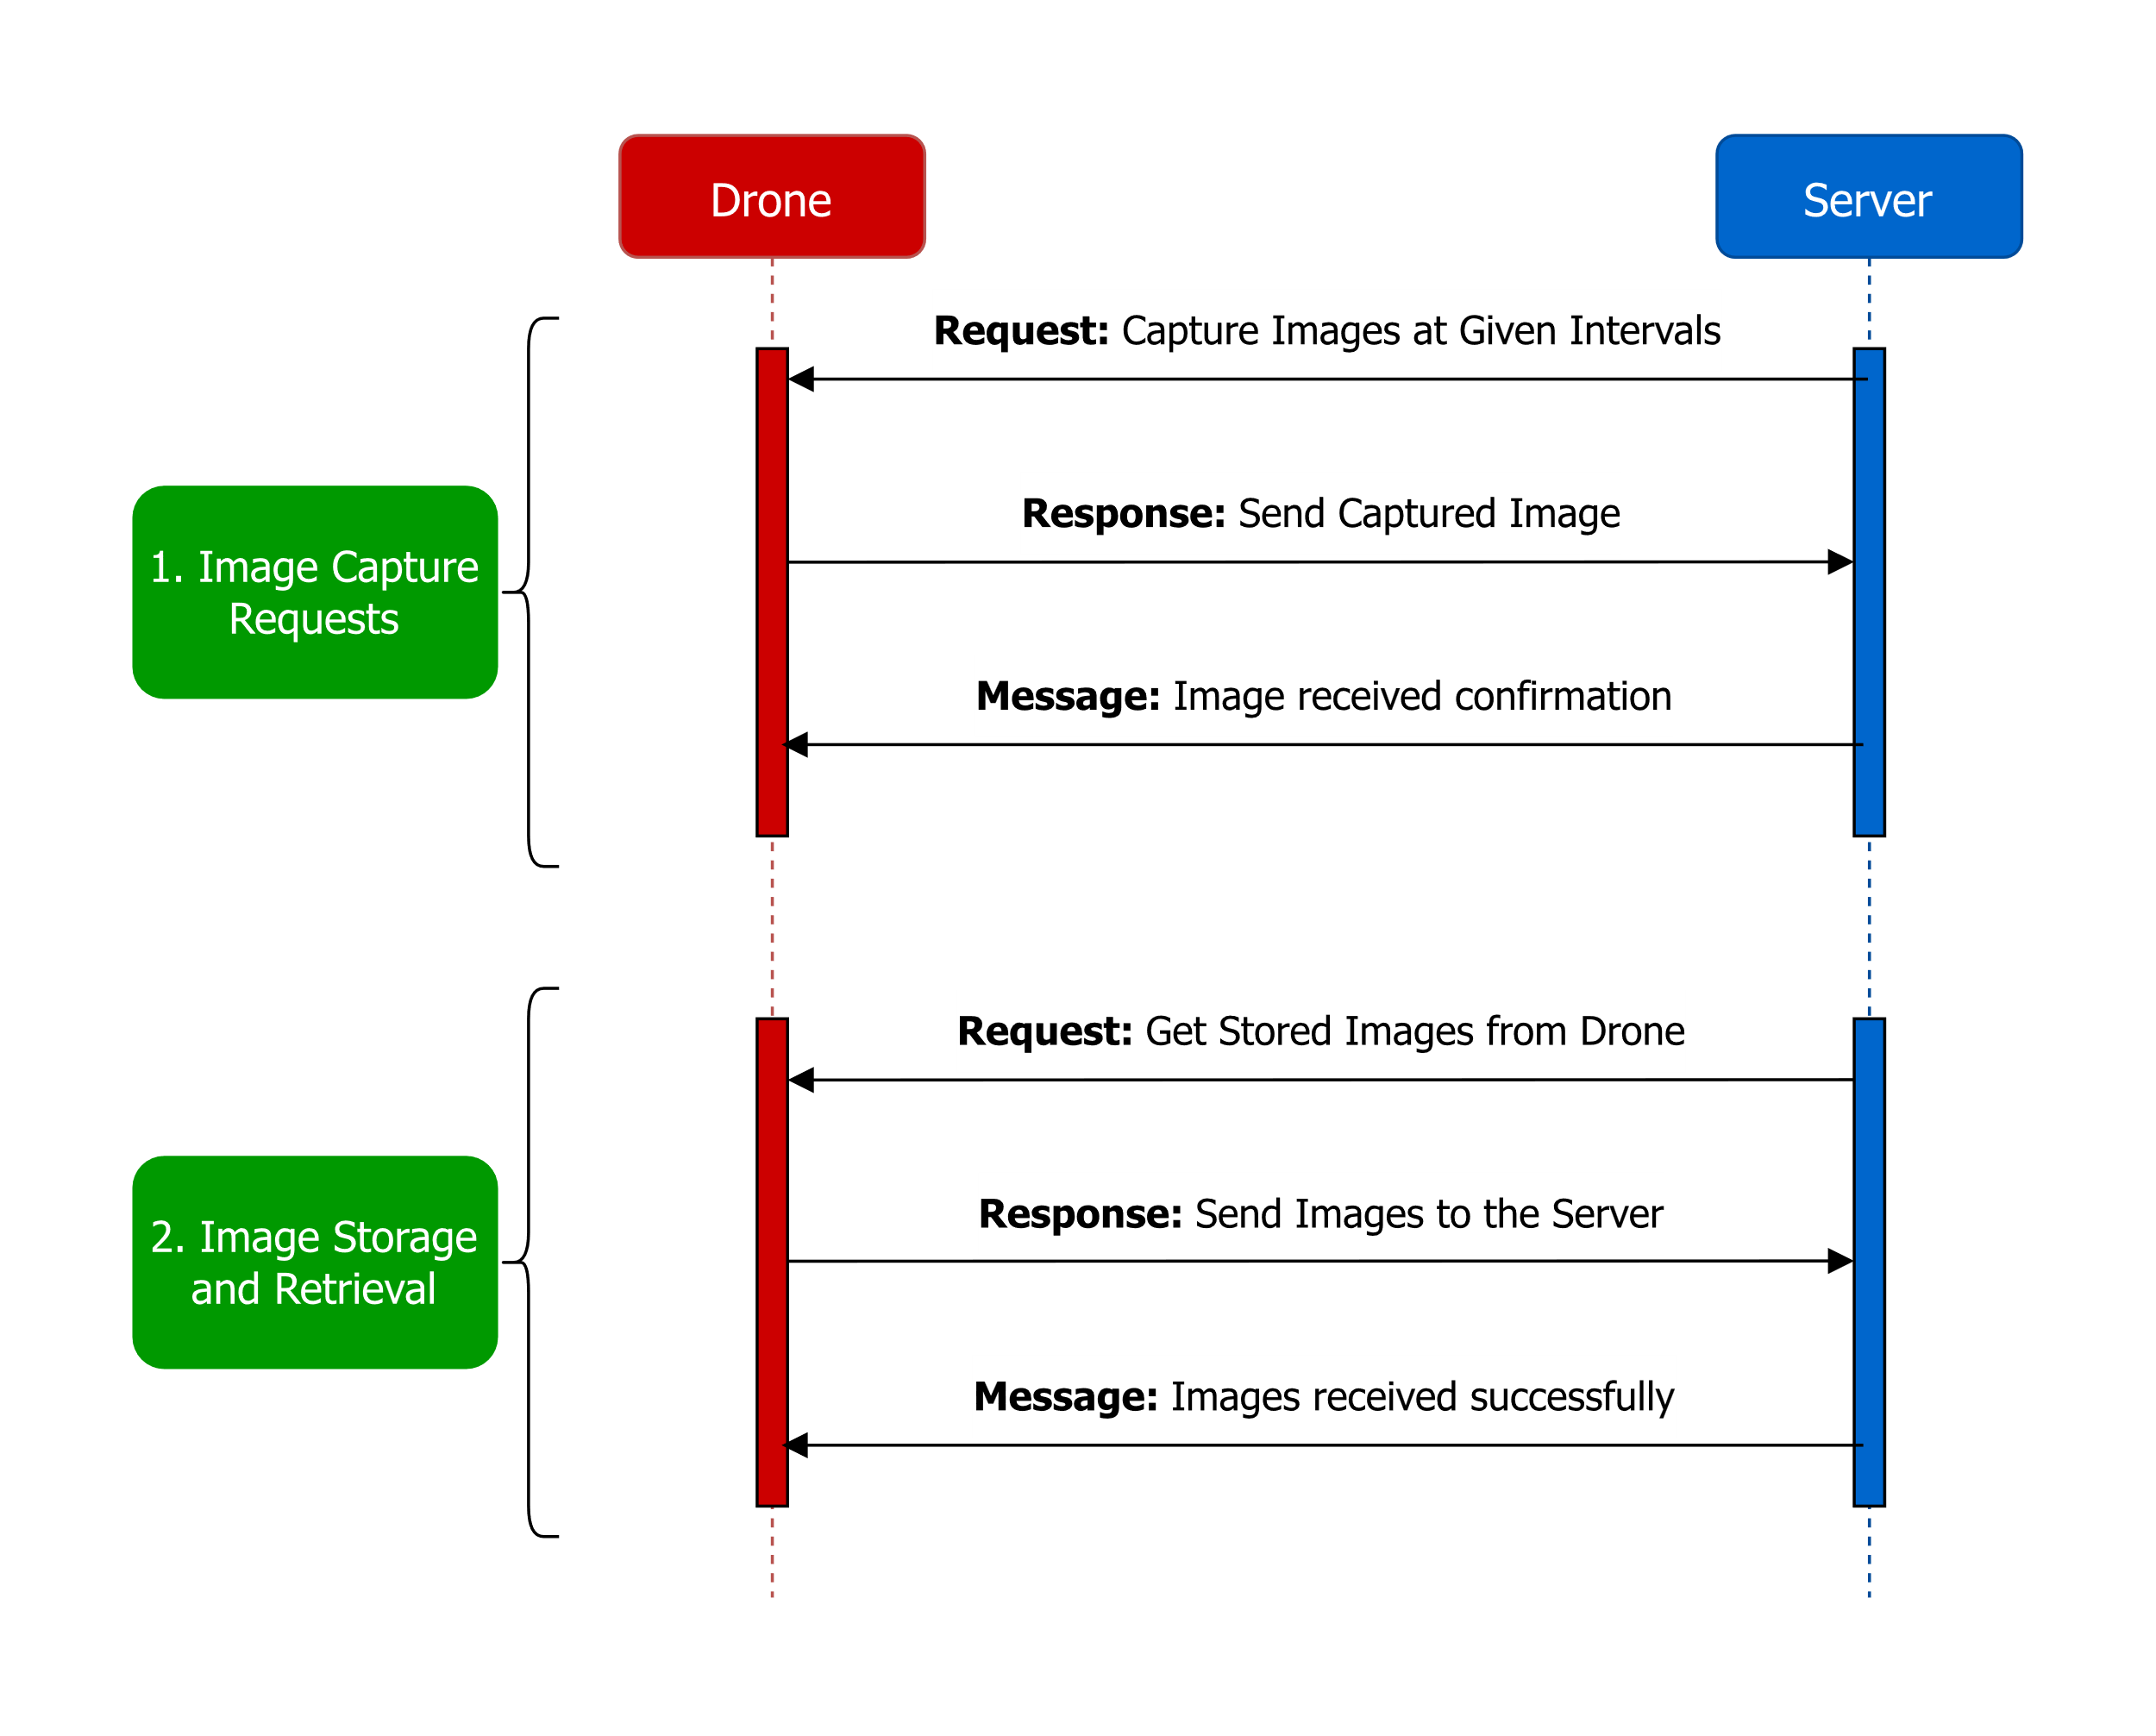 Drone
Server
Request: Capture Images at Given Intervals
Response: Send Captured Image
1. Image Capture
Requests
Message: Image received confirmation
Request: Get Stored Images from Drone
Response: Send Images to the Server
2. Image Storage
and Retrieval
Message: Images received successfully